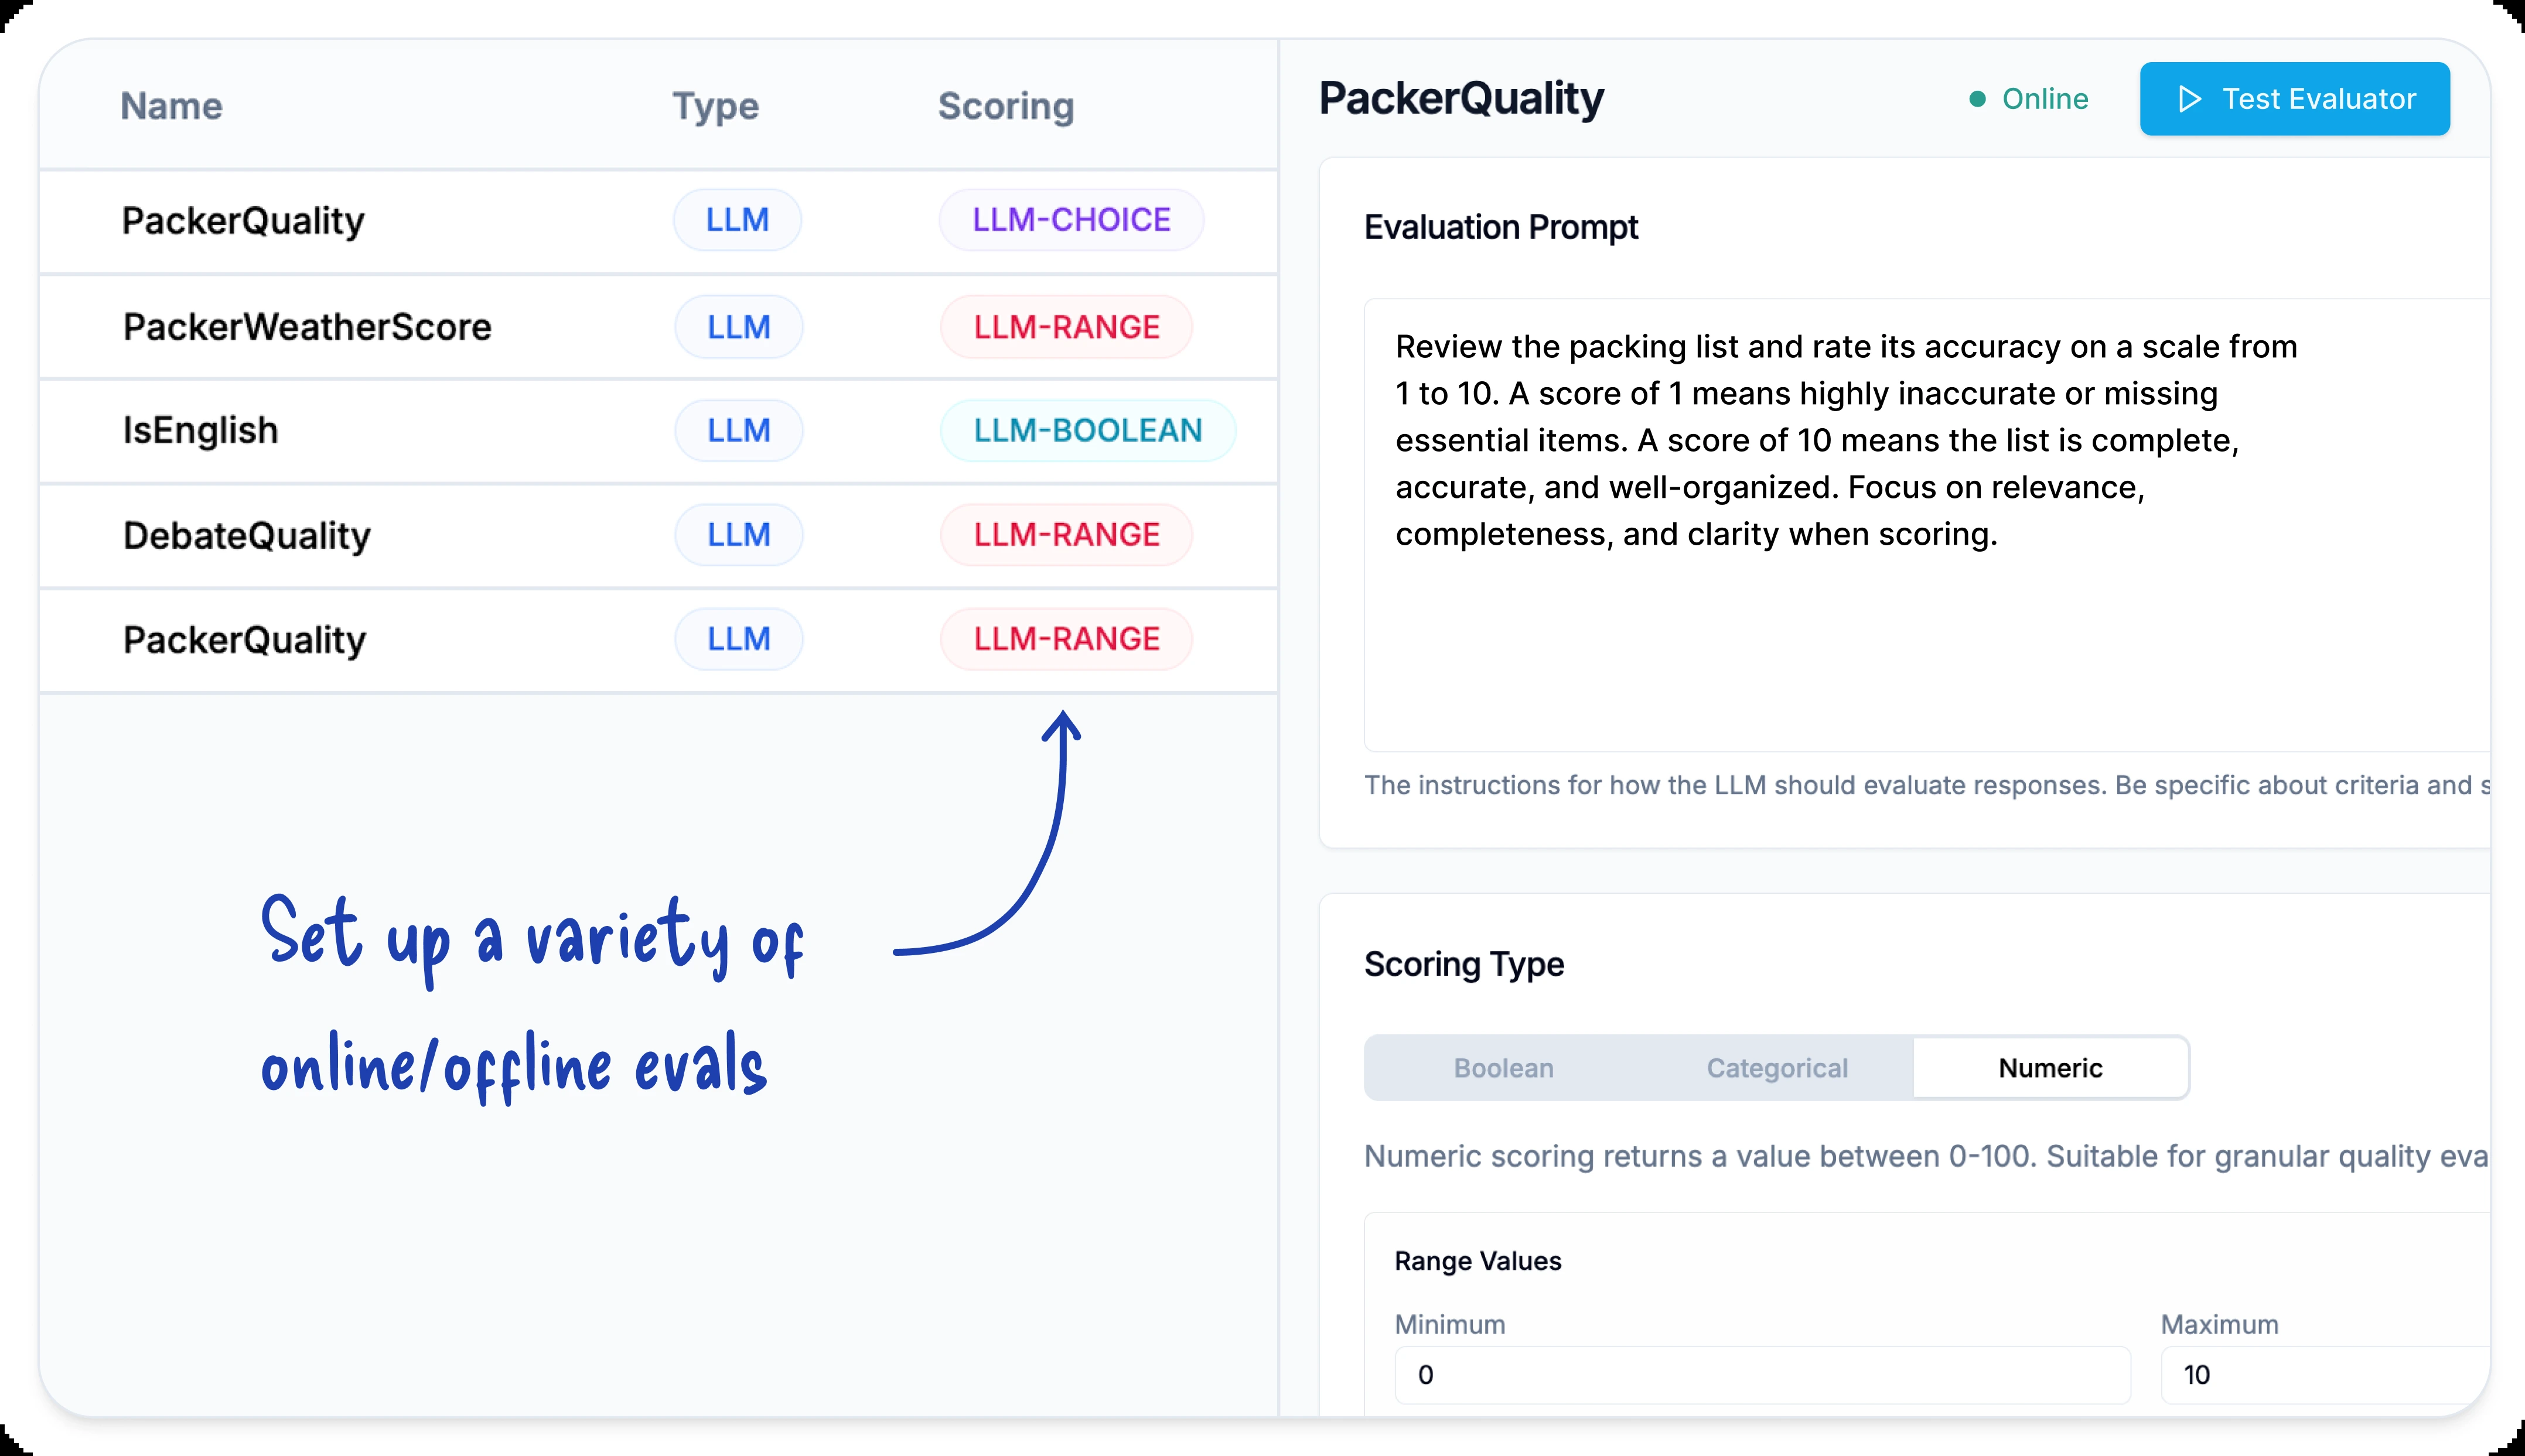 Name Type Scoring
PackerQuality LLM LLM-CHOICE
PackerWeatherScore LLM LLM-RANGE
IsEnglish LLM LLM-BOOLEAN
DebateQuality LLM LLM-RANGE
PackerQuality LLM LLM-RANGE
Set up a variety of
online/offline evals
PackerQuality
Online
Test Evaluator
Evaluation Prompt
Review the packing list and rate its accuracy on a scale from
1 to 10. A score of 1 means highly inaccurate or missing
essential items. A score of 10 means the list is complete,
accurate, and well-organized. Focus on relevance,
completeness, and clarity when scoring.
The instructions for how the LLM should evaluate responses. Be specific about criteria and s
Scoring Type
Boolean Categorical Numeric
Numeric scoring returns a value between 0-100. Suitable for granular quality eva
Range Values
Minimum Maximum
0 10